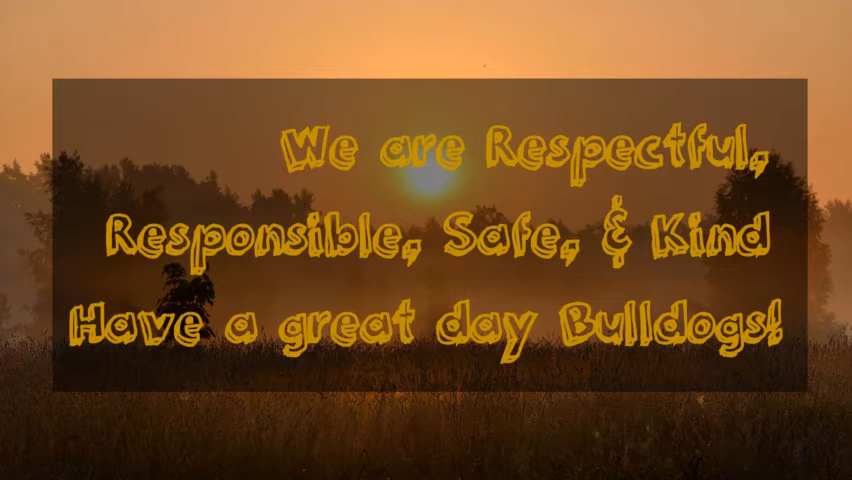 We are Respectful,
Responsible, Safe, & Kind
Have a great day Bulldogs!